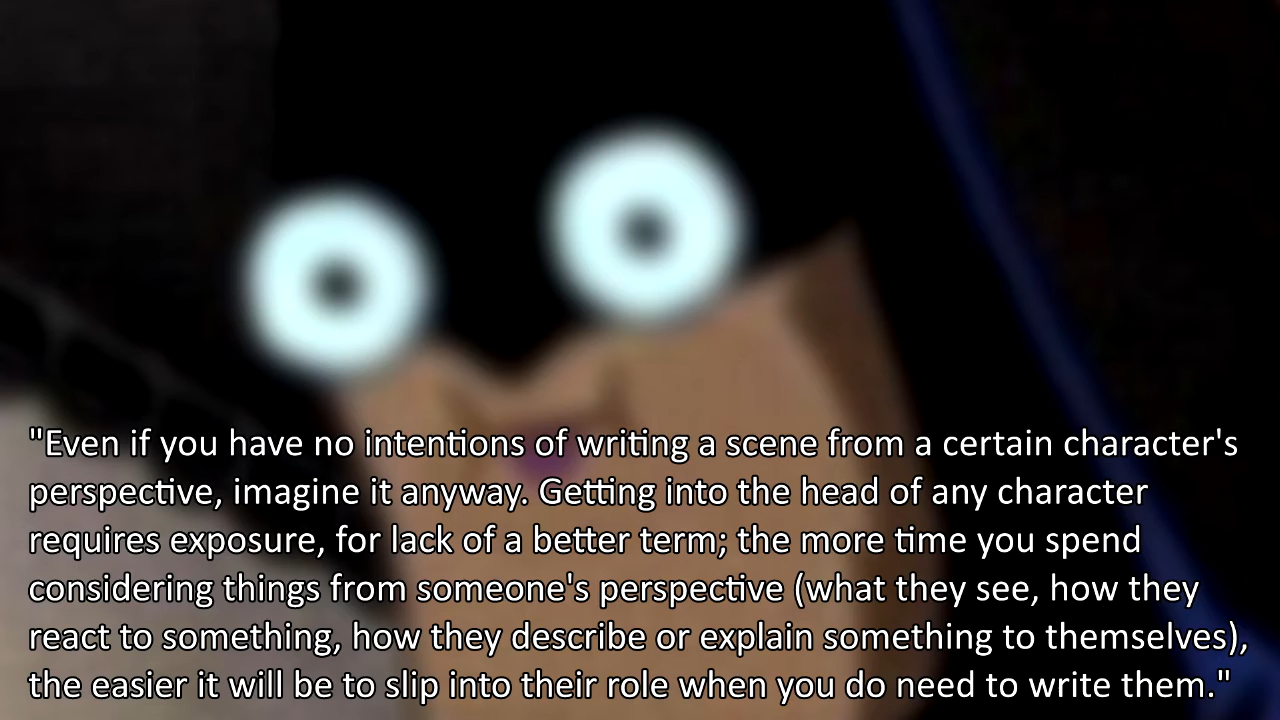 "Even if you have no intentions of writing a scene from a certain character's
perspective, imagine it anyway. Getting into the head of any character
requires exposure, for lack of a better term; the more time you spend
considering things from someone's perspective (what they see, how they
react to something, how they describe or explain something to themselves),
the easier it will be to slip into their role when you do need to write them."